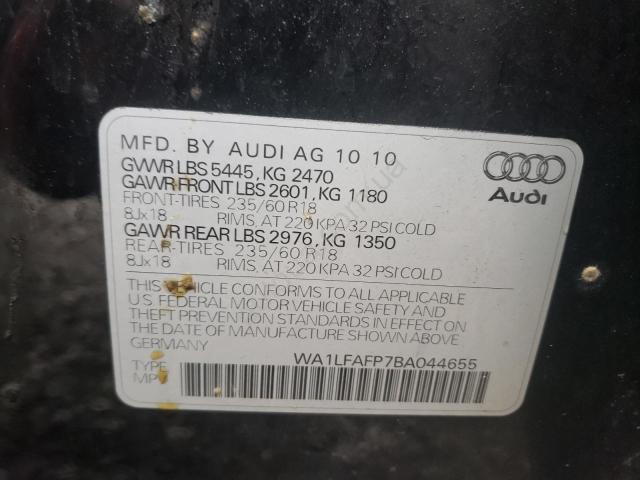 MFD. BY AUDI AG 10 10
GVWR LBS 5445, KG 2470
GAWR FRONT LBS 2601, KG 1180
FRONT-TIRES 235/60 R18
8Jx18 RIMS, AT 220 KPA 32 PSI COLD
GAWR REAR LBS 2976, KG 1350
REAR-TIRES 235/60 R18
8Jx18 RIMS, AT 220 KPA 32 PSI COLD
THIS VEHICLE CONFORMS TO ALL APPLICABLE
U.S. FEDERAL MOTOR VEHICLE SAFETY AND
THEFT PREVENTION STANDARDS IN EFFECT ON
THE DATE OF MANUFACTURE SHOWN ABOVE.
GERMANY WA1LFAFP7BA044655
TYPE
Audi